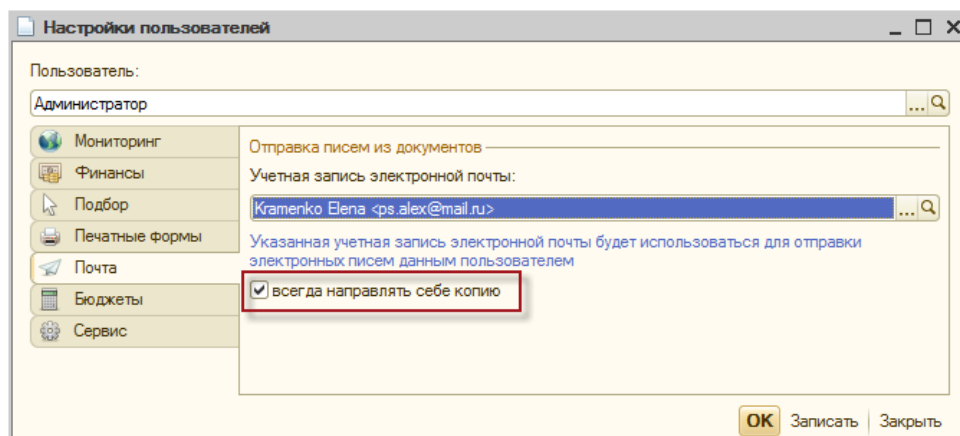 Настройки пользователей
Пользователь:
Администратор
...
Мониторинг
Финансы
Подбор
Печатные формы
Почта
Бюджеты
Сервис
Отправка писем из документов
Учетная запись электронной почты:
Kramenko Elena <ps.alex@mail.ru>
...
Указанная учетная запись электронной почты будет использоваться для отправки
электронных писем данным пользователем
всегда направлять себе копию
OK Записать Закрыть